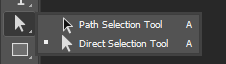 T
Path Selection Tool A
Direct Selection Tool A